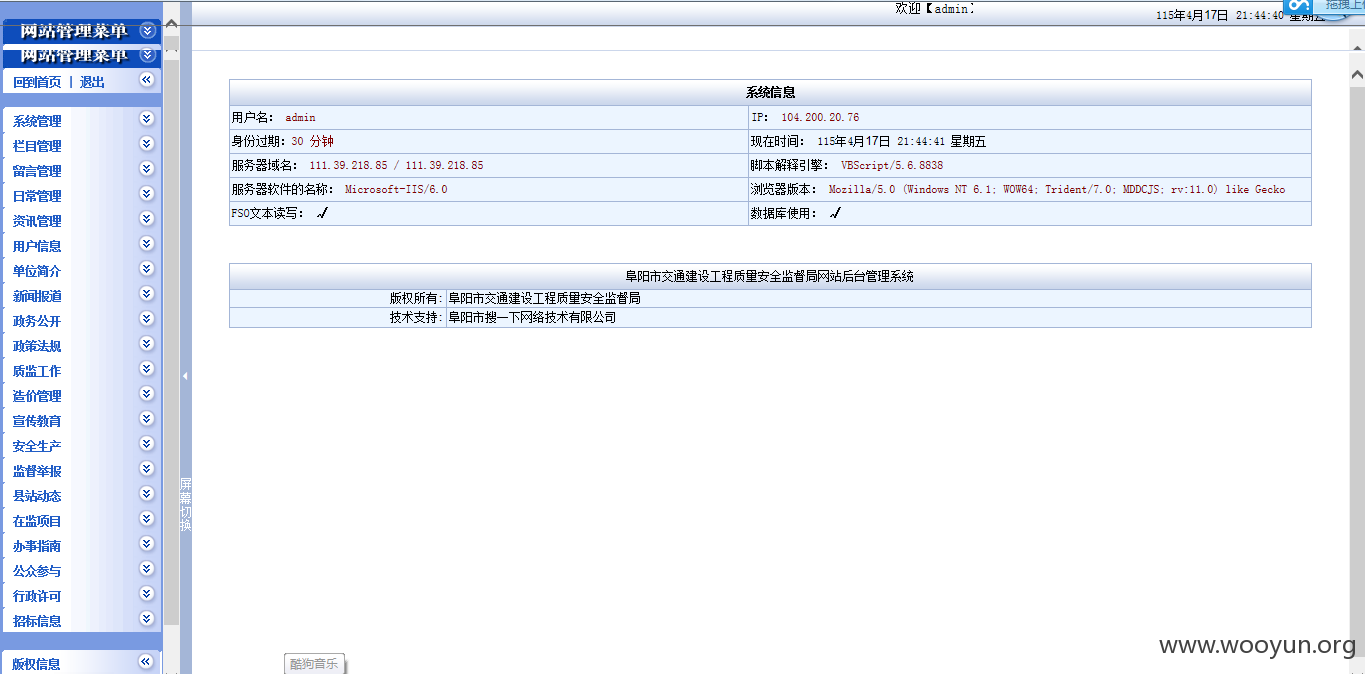 欢迎【admin】
115年4月17日 21:44:40 星期五
拖拽上传
网站管理菜单
网站管理菜单
回到首页 | 退出
系统管理
栏目管理
留言管理
日常管理
资讯管理
用户信息
单位简介
新闻报道
政务公开
政策法规
质监工作
造价管理
宣传教育
安全生产
监督举报
县站动态
在监项目
办事指南
公众参与
行政许可
招标信息
版权信息
屏幕切换
系统信息
用户名: admin
IP: 104.200.20.76
身份过期:30 分钟
现在时间: 115年4月17日 21:44:41 星期五
服务器域名: 111.39.218.85 / 111.39.218.85
脚本解释引擎: VBScript/5.6.8838
服务器软件的名称: Microsoft-IIS/6.0
浏览器版本: Mozilla/5.0 (Windows NT 6.1; WOW64; Trident/7.0; MDDCJS; rv:11.0) like Gecko
FSO文本读写: ✓
数据库使用: ✓
阜阳市交通建设工程质量安全监督局网站后台管理系统
版权所有: 阜阳市交通建设工程质量安全监督局
技术支持: 阜阳市搜一下网络技术有限公司
酷狗音乐
www.wooyun.org